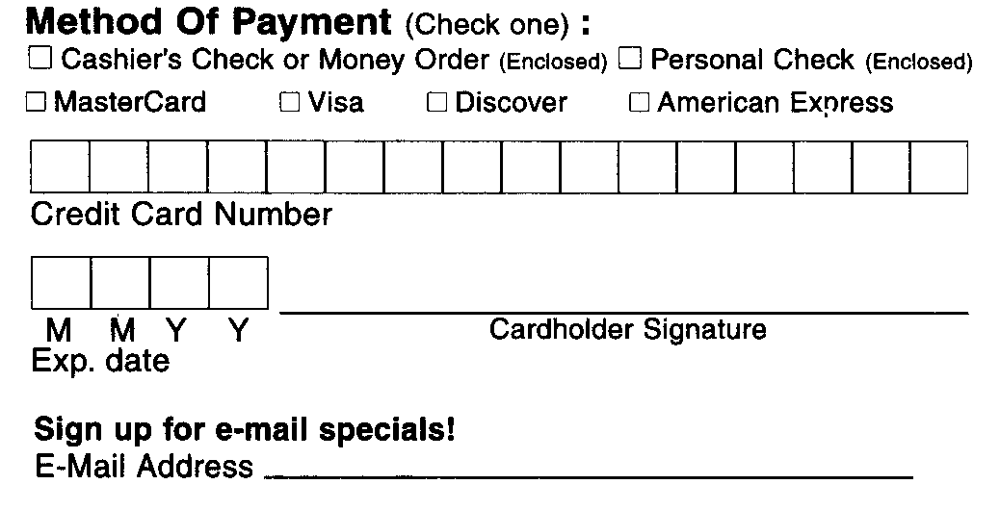 Method Of Payment (Check one) :
☐ Cashier's Check or Money Order (Enclosed) ☐ Personal Check (Enclosed)
☐ MasterCard ☐ Visa ☐ Discover ☐ American Express
Credit Card Number
M M Y Y
Cardholder Signature
Exp. date
Sign up for e-mail specials!
E-Mail Address